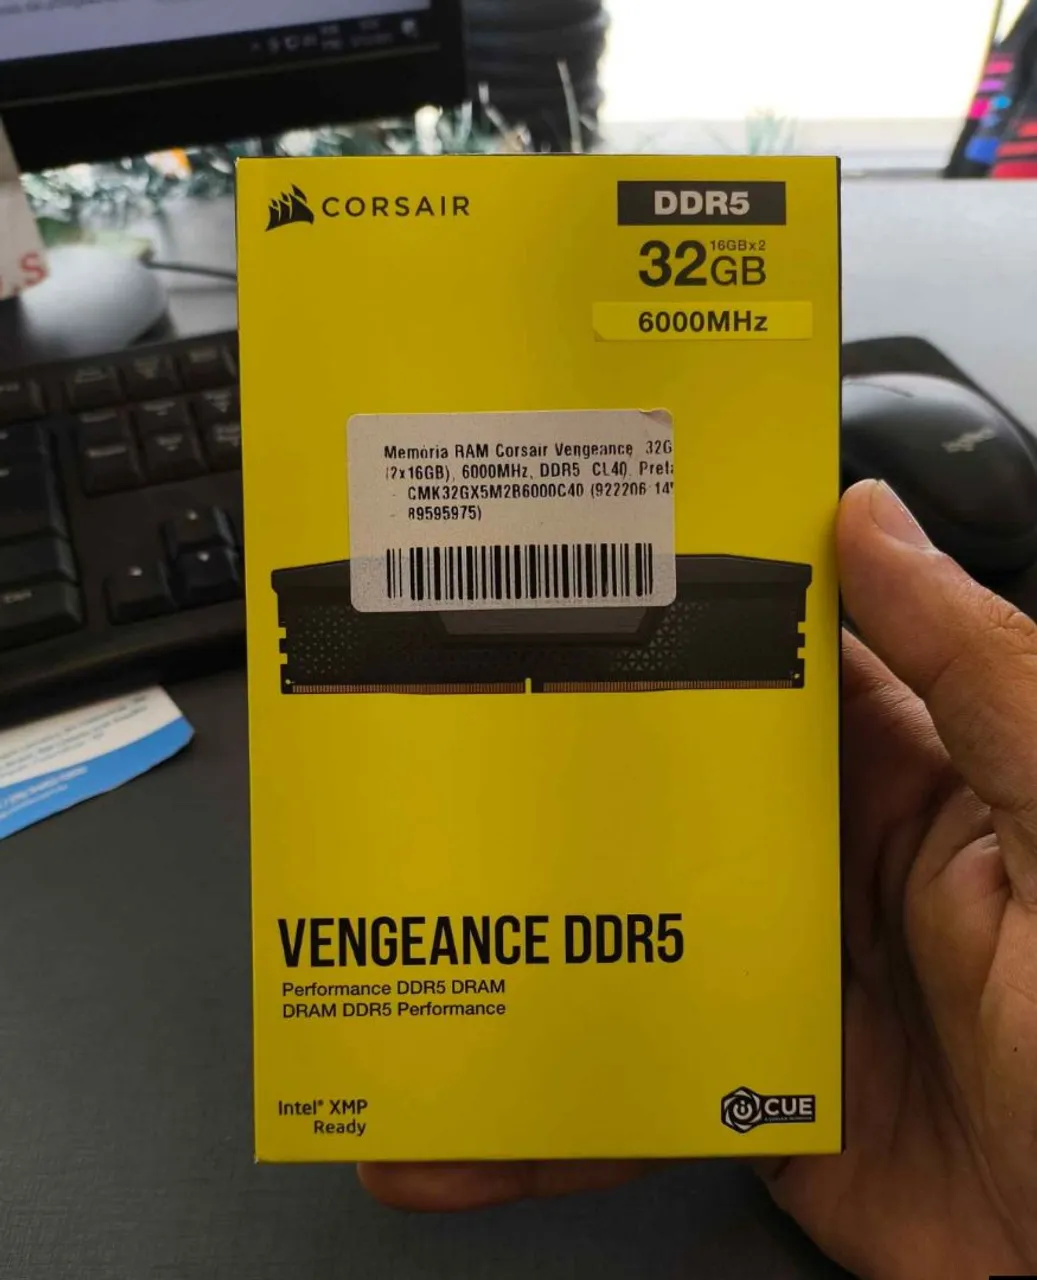 CORSAIR
DDR5
16GBx2
32GB
6000MHz
Memória RAM Corsair Vengeance, 32G
(2x16GB), 6000MHz, DDR5, CL40, Preta
- CMK32GX5M2B6000C40 (922206 14
- 89595975)
VENGEANCE DDR5
Performance DDR5 DRAM
DRAM DDR5 Performance
Intel® XMP
Ready
iCUE